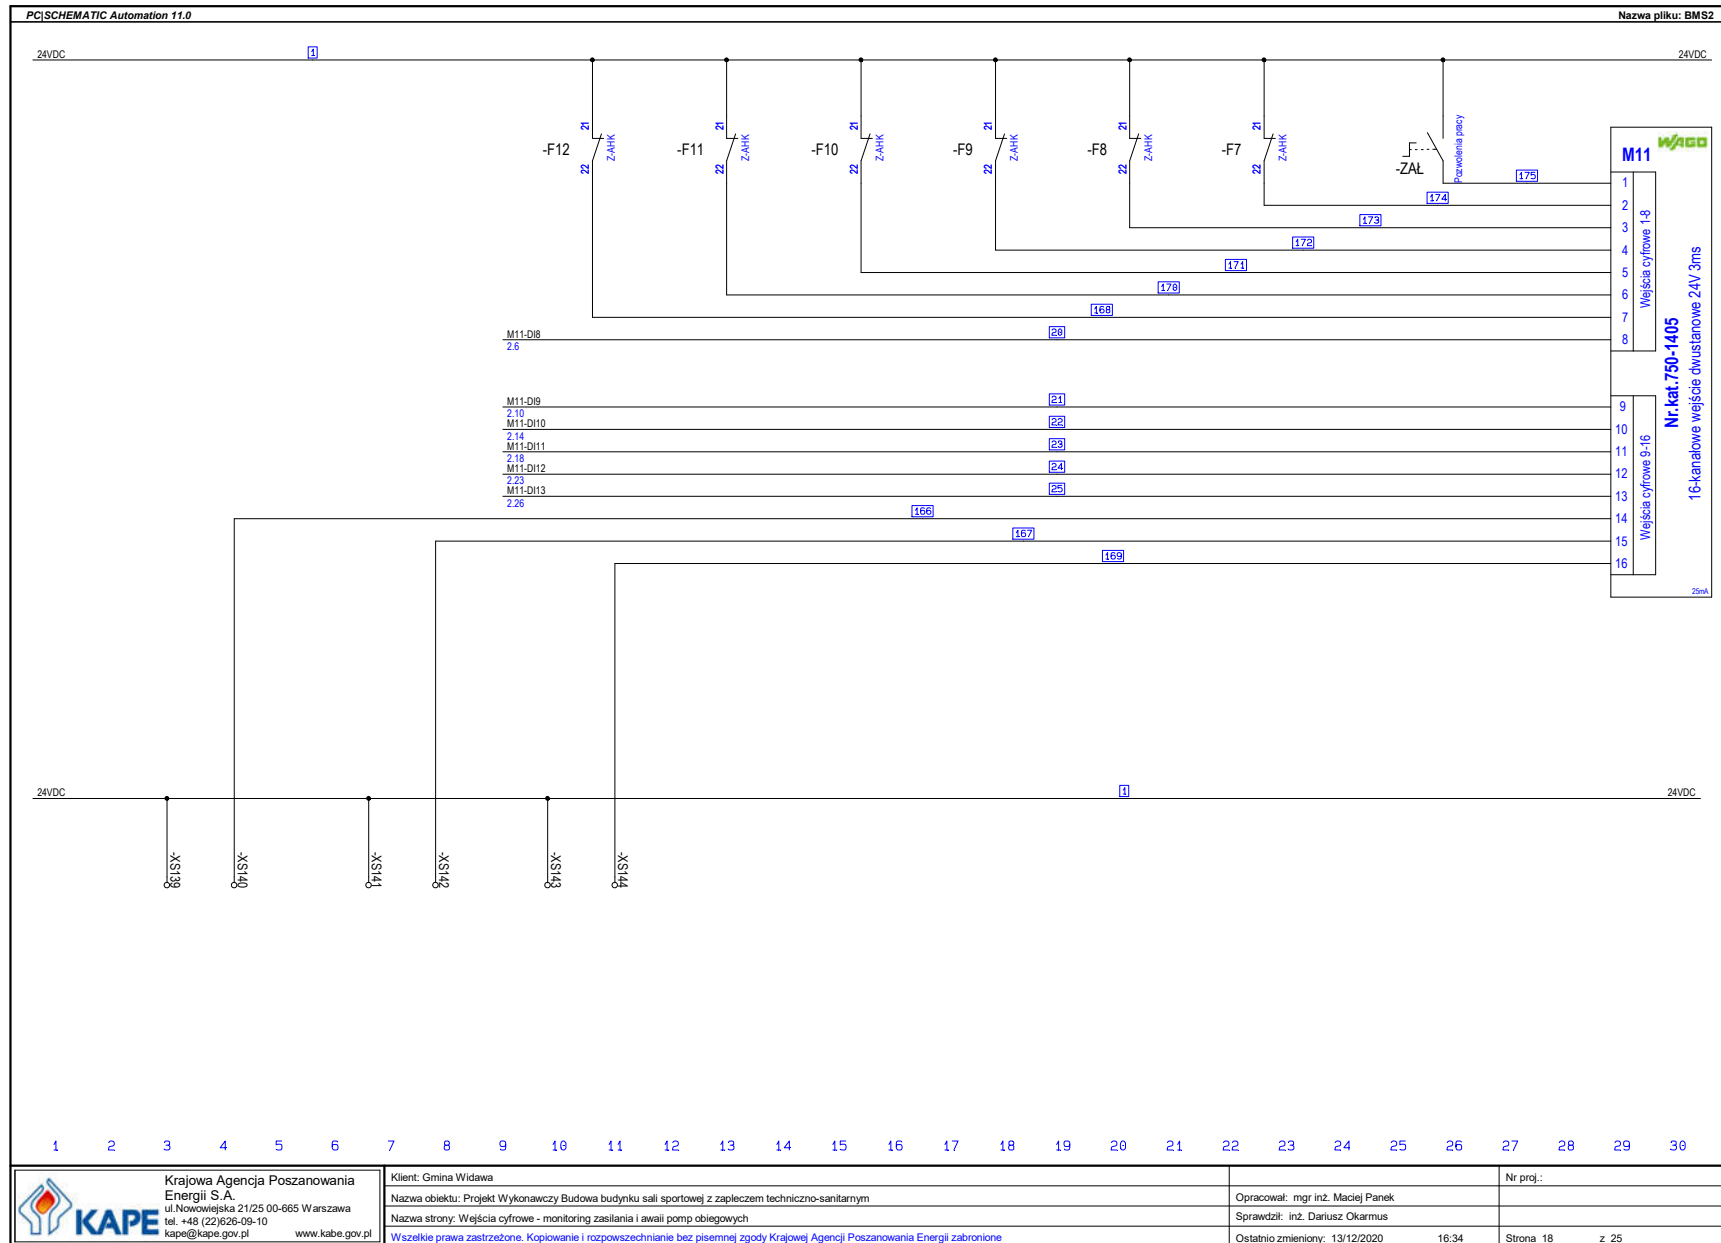 PC|SCHEMATIC Automation 11.0
Nazwa pliku: BMS2
24VDC
1
24VDC
21
-F12
Z-AHK
22
21
-F11
Z-AHK
22
21
-F10
Z-AHK
22
21
-F9
Z-AHK
22
21
-F8
Z-AHK
22
21
-F7
Z-AHK
22
-ZAŁ
Pozwolenia pracy
WAGO
M11
175
1
174
2
173
3
172
4
171
5
170
6
168
7
M11-DI8
20
8
2.6
Wejścia cyfrowe 1-8
M11-DI9
21
9
2.10
M11-DI10
22
10
2.14
M11-DI11
23
11
2.18
M11-DI12
24
12
2.23
M11-DI13
25
13
2.26
166
14
167
15
169
16
Wejścia cyfrowe 9-16
Nr.kat.750-1405
16-kanałowe wejście dwustanowe 24V 3ms
25mA
24VDC
1
24VDC
-XS139
-XS140
-XS141
-XS142
-XS143
-XS144
1 2 3 4 5 6 7 8 9 10 11 12 13 14 15 16 17 18 19 20 21 22 23 24 25 26 27 28 29 30
KAPE
Krajowa Agencja Poszanowania
Energii S.A.
ul.Nowowiejska 21/25 00-665 Warszawa
tel. +48 (22)626-09-10
kape@kape.gov.pl www.kabe.gov.pl
Klient: Gmina Widawa
Nr proj.:
Nazwa obiektu: Projekt Wykonawczy Budowa budynku sali sportowej z zapleczem techniczno-sanitarnym
Opracował: mgr inż. Maciej Panek
Nazwa strony: Wejścia cyfrowe - monitoring zasilania i awaii pomp obiegowych
Sprawdził: inż. Dariusz Okarmus
Wszelkie prawa zastrzeżone. Kopiowanie i rozpowszechnianie bez pisemnej zgody Krajowej Agencji Poszanowania Energii zabronione
Ostatnio zmieniony: 13/12/2020 16:34
Strona 18 z 25